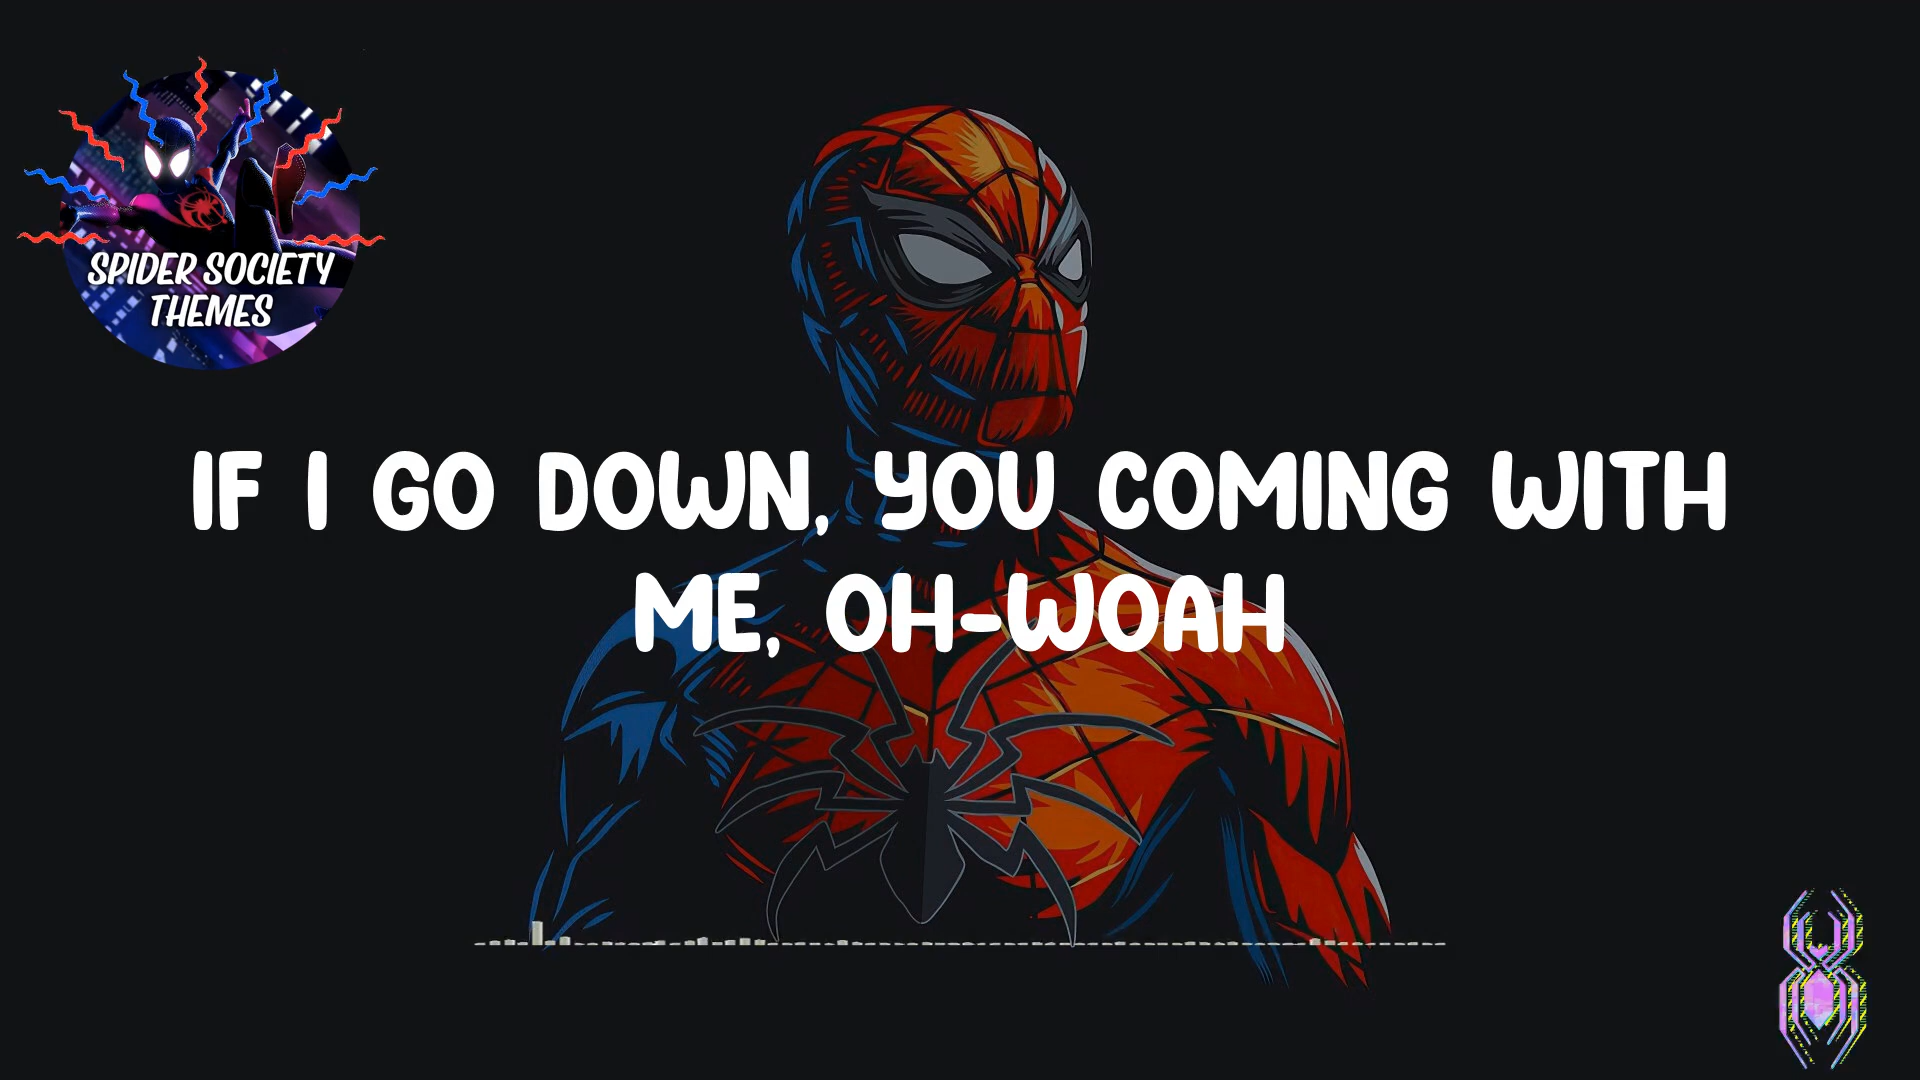 SPIDER SOCIETY
THEMES
IF I GO DOWN, YOU COMING WITH
ME, OH-WOAH